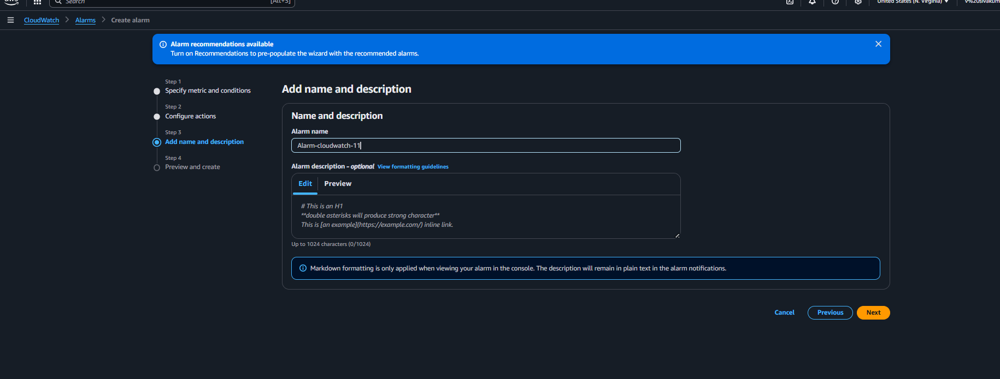 aws
Search
[Alt+S]
United States (N. Virginia)
CloudWatch
Alarms
Create alarm
Alarm recommendations available
Turn on Recommendations to pre-populate the wizard with the recommended alarms.
Step 1
Specify metric and conditions
Step 2
Configure actions
Step 3
Add name and description
Step 4
Preview and create
Add name and description
Name and description
Alarm name
Alarm-cloudwatch-11
Alarm description - optional View formatting guidelines
Edit
Preview
# This is an H1
**double asterisks will produce strong character**
This is [an example](https://example.com/) inline link.
Up to 1024 characters (0/1024)
Markdown formatting is only applied when viewing your alarm in the console. The description will remain in plain text in the alarm notifications.
Cancel
Previous
Next